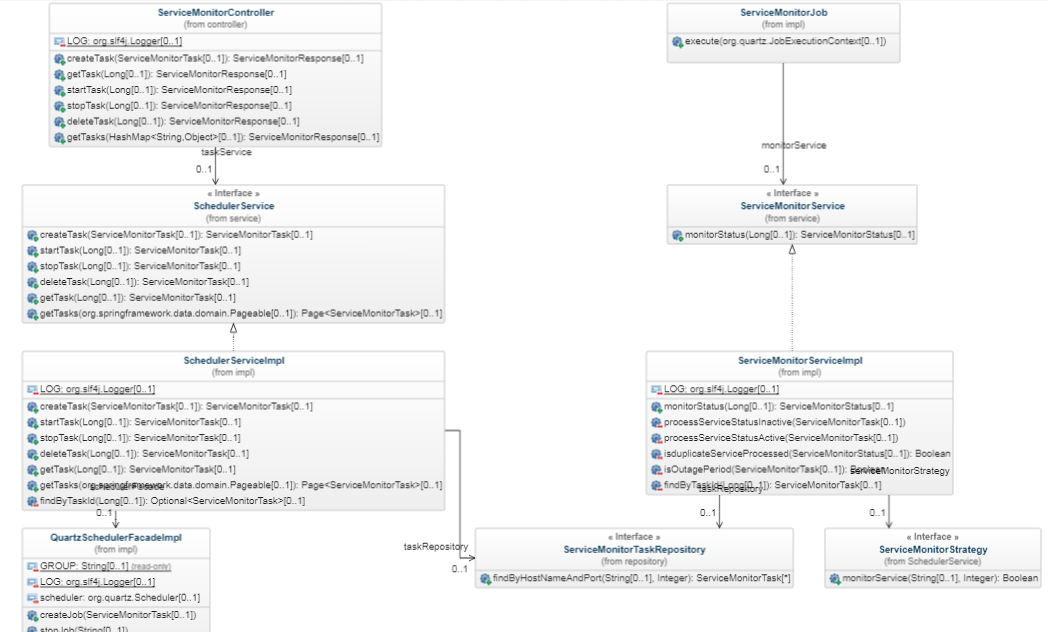 ServiceMonitorController
(from controller)
LOG: org.slf4j.Logger[0..1]
createTask(ServiceMonitorTask[0..1]): ServiceMonitorResponse[0..1]
getTask(Long[0..1]): ServiceMonitorResponse[0..1]
startTask(Long[0..1]): ServiceMonitorResponse[0..1]
stopTask(Long[0..1]): ServiceMonitorResponse[0..1]
deleteTask(Long[0..1]): ServiceMonitorResponse[0..1]
getTasks(HashMap<String,Object>[0..1]): ServiceMonitorResponse[0..1]
taskService
0..1
« Interface »
SchedulerService
(from service)
createTask(ServiceMonitorTask[0..1]): ServiceMonitorTask[0..1]
startTask(Long[0..1]): ServiceMonitorTask[0..1]
stopTask(Long[0..1]): ServiceMonitorTask[0..1]
deleteTask(Long[0..1]): ServiceMonitorTask[0..1]
getTask(Long[0..1]): ServiceMonitorTask[0..1]
getTasks(org.springframework.data.domain.Pageable[0..1]): Page<ServiceMonitorTask>[0..1]
SchedulerServiceImpl
(from impl)
LOG: org.slf4j.Logger[0..1]
createTask(ServiceMonitorTask[0..1]): ServiceMonitorTask[0..1]
startTask(Long[0..1]): ServiceMonitorTask[0..1]
stopTask(Long[0..1]): ServiceMonitorTask[0..1]
deleteTask(Long[0..1]): ServiceMonitorTask[0..1]
getTask(Long[0..1]): ServiceMonitorTask[0..1]
getTasks(org.springframework.data.domain.Pageable[0..1]): Page<ServiceMonitorTask>[0..1]
findByTaskId(Long[0..1]): Optional<ServiceMonitorTask>[0..1]
0..1
QuartzSchedulerFacadeImpl
(from impl)
GROUP: String[0..1] (read-only)
LOG: org.slf4j.Logger[0..1]
scheduler: org.quartz.Scheduler[0..1]
createJob(ServiceMonitorTask[0..1])
stopJob(String[0..1])
ServiceMonitorJob
(from impl)
execute(org.quartz.JobExecutionContext[0..1])
monitorService
0..1
« Interface »
ServiceMonitorService
(from service)
monitorStatus(Long[0..1]): ServiceMonitorStatus[0..1]
ServiceMonitorServiceImpl
(from impl)
LOG: org.slf4j.Logger[0..1]
monitorStatus(Long[0..1]): ServiceMonitorStatus[0..1]
processServiceStatusInactive(ServiceMonitorTask[0..1])
processServiceStatusActive(ServiceMonitorTask[0..1])
isduplicateServiceProcessed(ServiceMonitorStatus[0..1]): Boolean
isOutagePeriod(ServiceMonitorTask[0..1]): Boolean
serviceMonitorStrategy
findByTaskId(Long[0..1]): ServiceMonitorTask[0..1]
taskRepository
0..1
0..1
taskRepository
0..1
« Interface »
ServiceMonitorTaskRepository
(from repository)
findByHostNameAndPort(String[0..1], Integer): ServiceMonitorTask[*]
« Interface »
ServiceMonitorStrategy
(from SchedulerService)
monitorService(String[0..1], Integer): Boolean